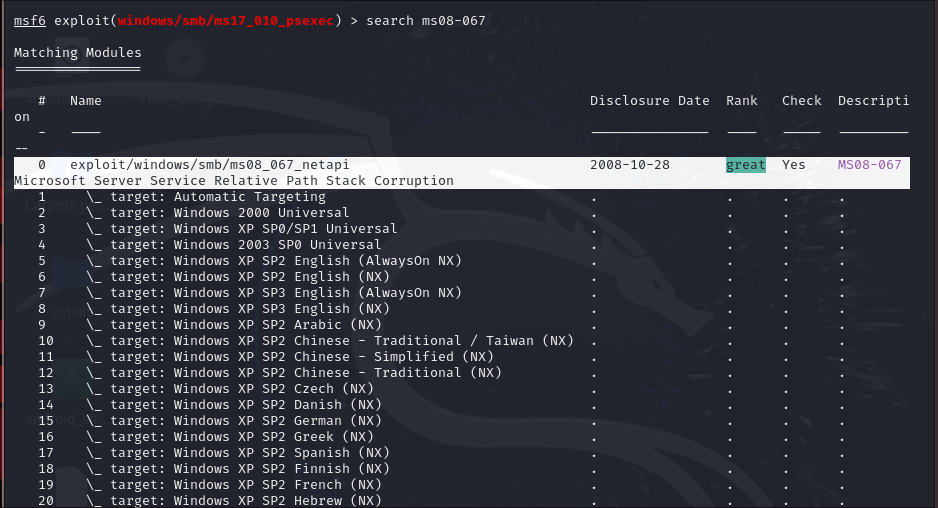 msf6 exploit(windows/smb/ms17_010_psexec) > search ms08-067
Matching Modules
================
# Name Disclosure Date Rank Check Descripti
on
- ---- --------------- ---- ----- ---------
--
0 exploit/windows/smb/ms08_067_netapi 2008-10-28 great Yes MS08-067
Microsoft Server Service Relative Path Stack Corruption
1 \_ target: Automatic Targeting . . . .
2 \_ target: Windows 2000 Universal . . . .
3 \_ target: Windows XP SP0/SP1 Universal . . . .
4 \_ target: Windows 2003 SP0 Universal . . . .
5 \_ target: Windows XP SP2 English (AlwaysOn NX) . . . .
6 \_ target: Windows XP SP2 English (NX) . . . .
7 \_ target: Windows XP SP3 English (AlwaysOn NX) . . . .
8 \_ target: Windows XP SP3 English (NX) . . . .
9 \_ target: Windows XP SP2 Arabic (NX) . . . .
10 \_ target: Windows XP SP2 Chinese - Traditional / Taiwan (NX) . . . .
11 \_ target: Windows XP SP2 Chinese - Simplified (NX) . . . .
12 \_ target: Windows XP SP2 Chinese - Traditional (NX) . . . .
13 \_ target: Windows XP SP2 Czech (NX) . . . .
14 \_ target: Windows XP SP2 Danish (NX) . . . .
15 \_ target: Windows XP SP2 German (NX) . . . .
16 \_ target: Windows XP SP2 Greek (NX) . . . .
17 \_ target: Windows XP SP2 Spanish (NX) . . . .
18 \_ target: Windows XP SP2 Finnish (NX) . . . .
19 \_ target: Windows XP SP2 French (NX) . . . .
20 \_ target: Windows XP SP2 Hebrew (NX) . . . .